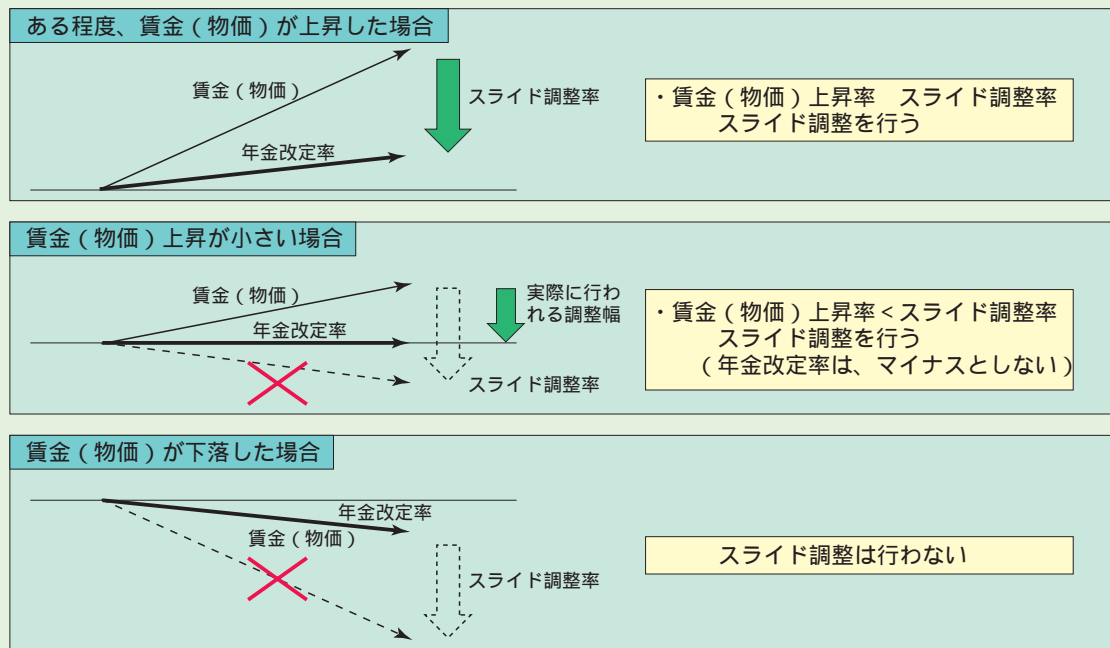 ある程度、賃金（物価）が上昇した場合
賃金（物価）
スライド調整率
年金改定率
・賃金（物価）上昇率　スライド調整率
スライド調整を行う
賃金（物価）上昇が小さい場合
賃金（物価）
実際に行わ
れる調整幅
年金改定率
スライド調整率
・賃金（物価）上昇率＜スライド調整率
スライド調整を行う
（年金改定率は、マイナスとしない）
賃金（物価）が下落した場合
年金改定率
賃金（物価）
スライド調整率
スライド調整は行わない